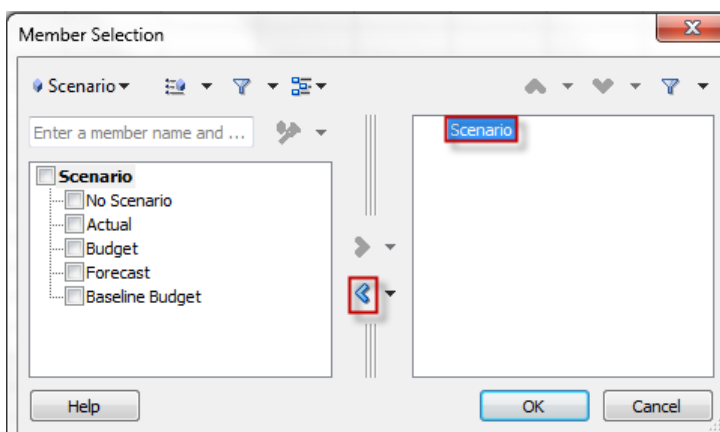 Member Selection
Scenario
Enter a member name and ...
Scenario
No Scenario
Actual
Budget
Forecast
Baseline Budget
Scenario
Help
OK
Cancel